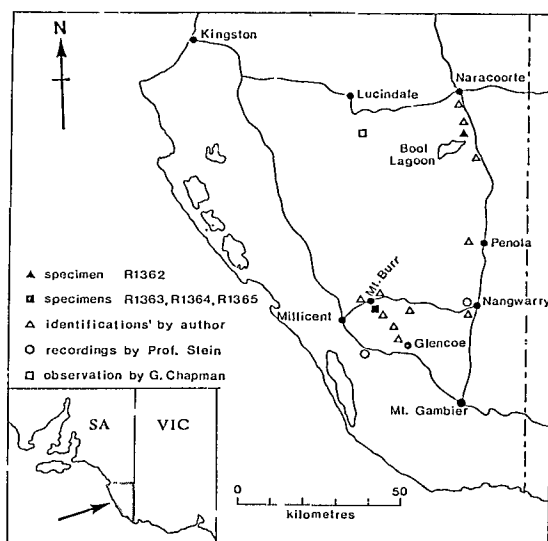 N
Kingston
Lucindale
Naracoorte
Bool
Lagoon
Penola
▲ specimen R1362
specimens R1363, R1364, R1365
△ identifications' by author
○ recordings by Prof. Stein
□ observation by G. Chapman
Mt. Burr
Millicent
Nangwarry
Glencoe
Mt. Gambier
SA
VIC
0
50
kilometres